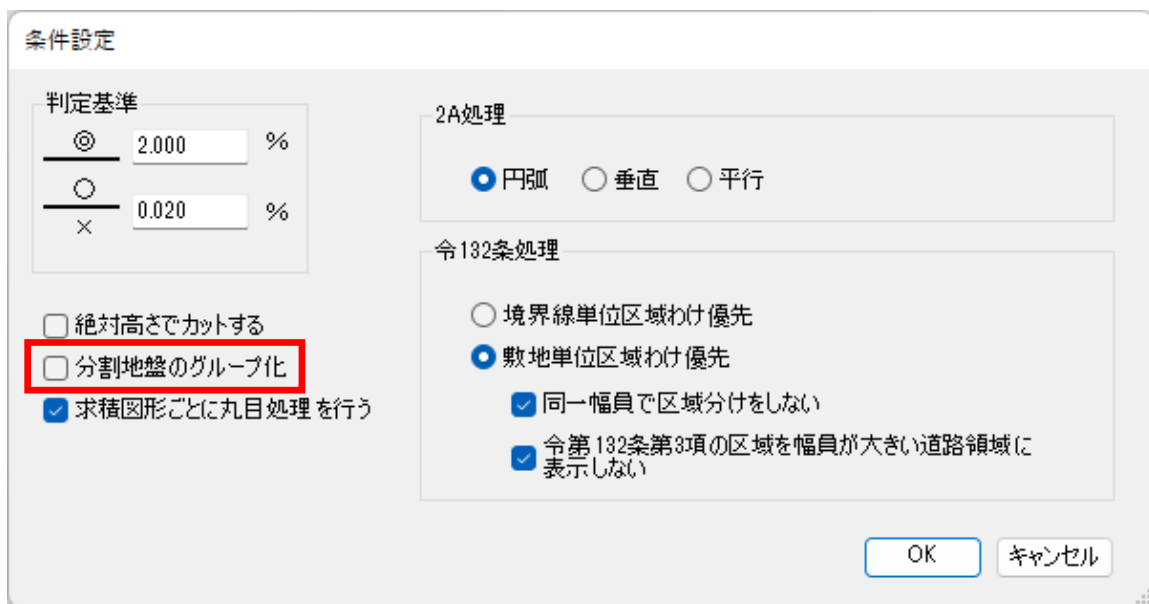 条件設定
判定基準
◎ 2.000 %
○
× 0.020 %
絶対高さでカットする
分割地盤のグループ化
求積図形ごとに丸目処理を行う
2A処理
円弧 垂直 平行
令132条処理
境界線単位区域わけ優先
敷地単位区域わけ優先
同一幅員で区域分けをしない
令第132条第3項の区域を幅員が大きい道路領域に
表示しない
OK キャンセル